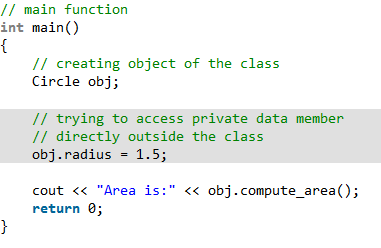 // main function
int main()
{
    // creating object of the class
    Circle obj;

    // trying to access private data member
    // directly outside the class
    obj.radius = 1.5;

    cout << "Area is:" << obj.compute_area();
    return 0;
}